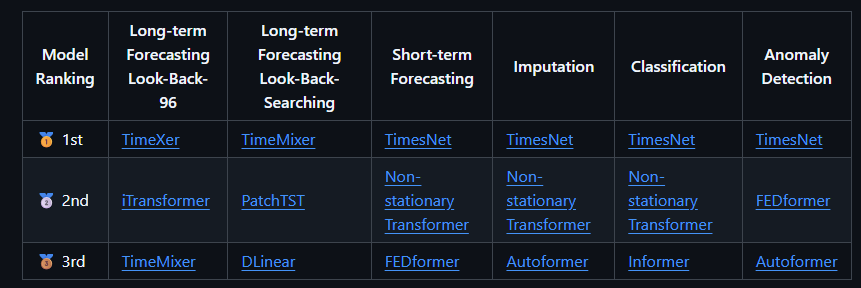 Model Ranking | Long-term Forecasting Look-Back-96 | Long-term Forecasting Look-Back-Searching | Short-term Forecasting | Imputation | Classification | Anomaly Detection
🥇 1st | TimeXer | TimeMixer | TimesNet | TimesNet | TimesNet | TimesNet
🥈 2nd | iTransformer | PatchTST | Non-stationary Transformer | Non-stationary Transformer | Non-stationary Transformer | FEDformer
🥉 3rd | TimeMixer | DLinear | FEDformer | Autoformer | Informer | Autoformer